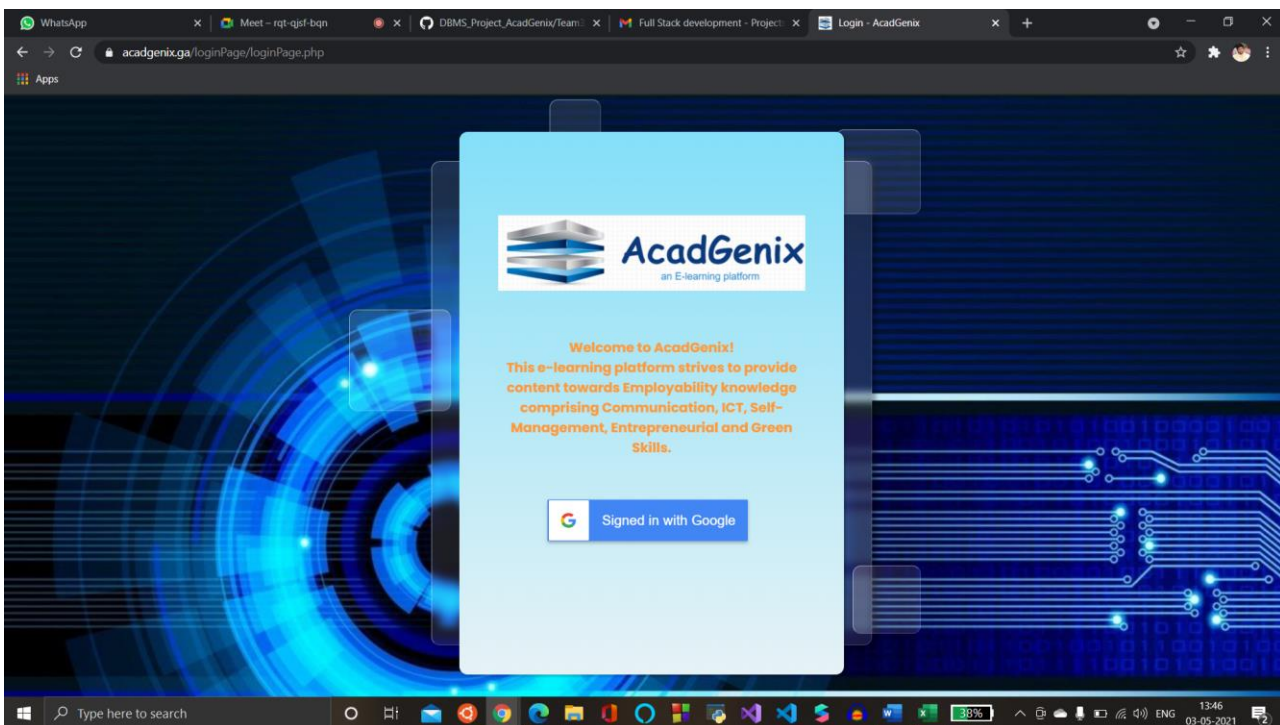 WhatsApp
Meet – rqt-qjsf-bqn
DBMS_Project_AcadGenix/Team
Full Stack development - Project
Login - AcadGenix
acadgenix.ga/loginPage/loginPage.php
Apps
AcadGenix
an E-learning platform
Welcome to AcadGenix!
This e-learning platform strives to provide
content towards Employability knowledge
comprising Communication, ICT, Self-
Management, Entrepreneurial and Green
Skills.
G Signed in with Google
Type here to search
38%
ENG
13:46
03-05-2021